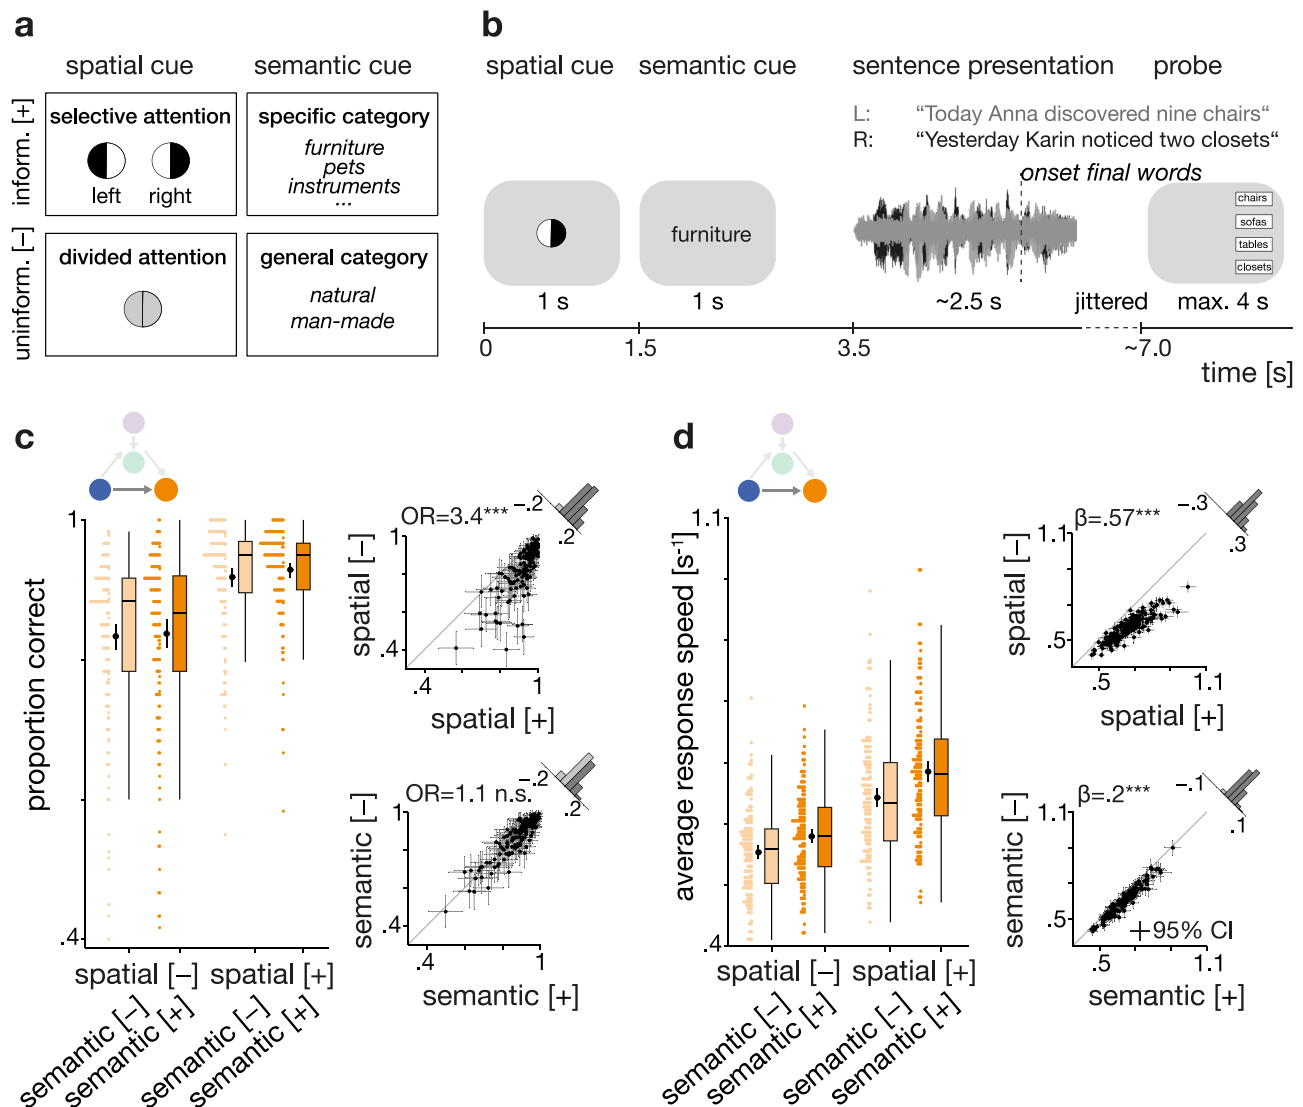 a
spatial cue
semantic cue
inform. [+]
selective attention
left
right
specific category
furniture
pets
instruments
...
uninform. [–]
divided attention
general category
natural
man-made
b
spatial cue
semantic cue
sentence presentation
probe
L: "Today Anna discovered nine chairs"
R: "Yesterday Karin noticed two closets"
onset final words
furniture
chairs
sofas
tables
closets
1 s
1 s
~2.5 s
jittered
max. 4 s
0
1.5
3.5
~7.0
time [s]
c
proportion correct
1
.4
spatial [–]
spatial [+]
semantic [–]
semantic [+]
semantic [–]
semantic [+]
OR=3.4***
–.2
.2
spatial [–]
1
.4
.4
1
spatial [+]
OR=1.1 n.s.
–.2
.2
semantic [–]
1
.4
.4
1
semantic [+]
d
average response speed [s⁻¹]
1.1
.4
spatial [–]
spatial [+]
semantic [–]
semantic [+]
semantic [–]
semantic [+]
β=.57***
–.3
.3
spatial [–]
1.1
.5
.5
1.1
spatial [+]
β=.2***
–.1
.1
semantic [–]
1.1
.5
95% CI
.5
1.1
semantic [+]